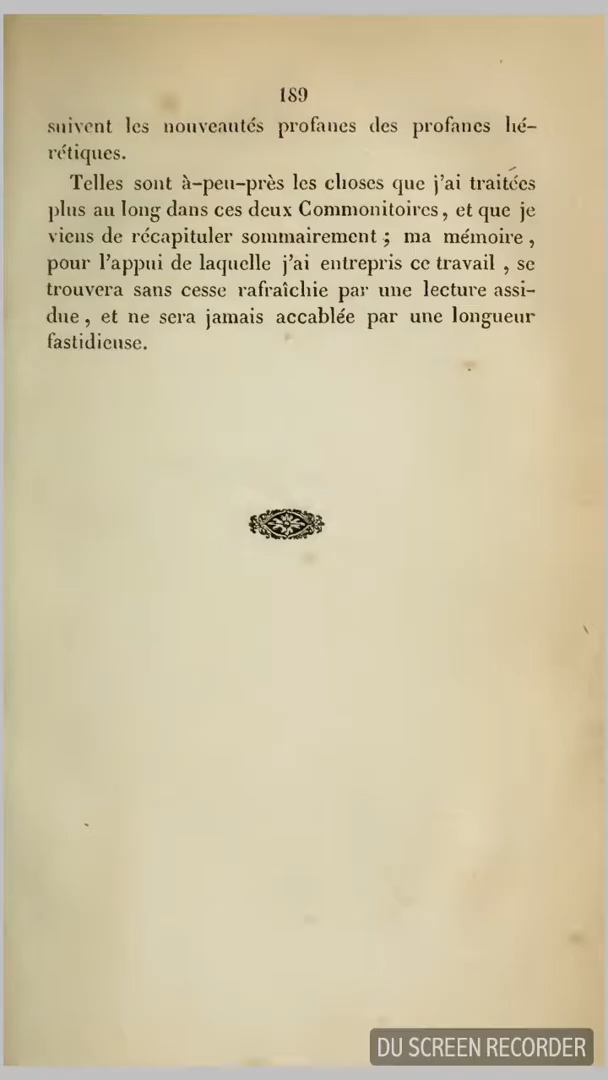 189
suivent les nouveautés profanes des profanes hé-
rétiques.
Telles sont à-peu-près les choses que j'ai traitées
plus au long dans ces deux Commonitoires, et que je
viens de récapituler sommairement ; ma mémoire ,
pour l'appui de laquelle j'ai entrepris ce travail , se
trouvera sans cesse rafraîchie par une lecture assi-
due , et ne sera jamais accablée par une longueur
fastidieuse.
DU SCREEN RECORDER